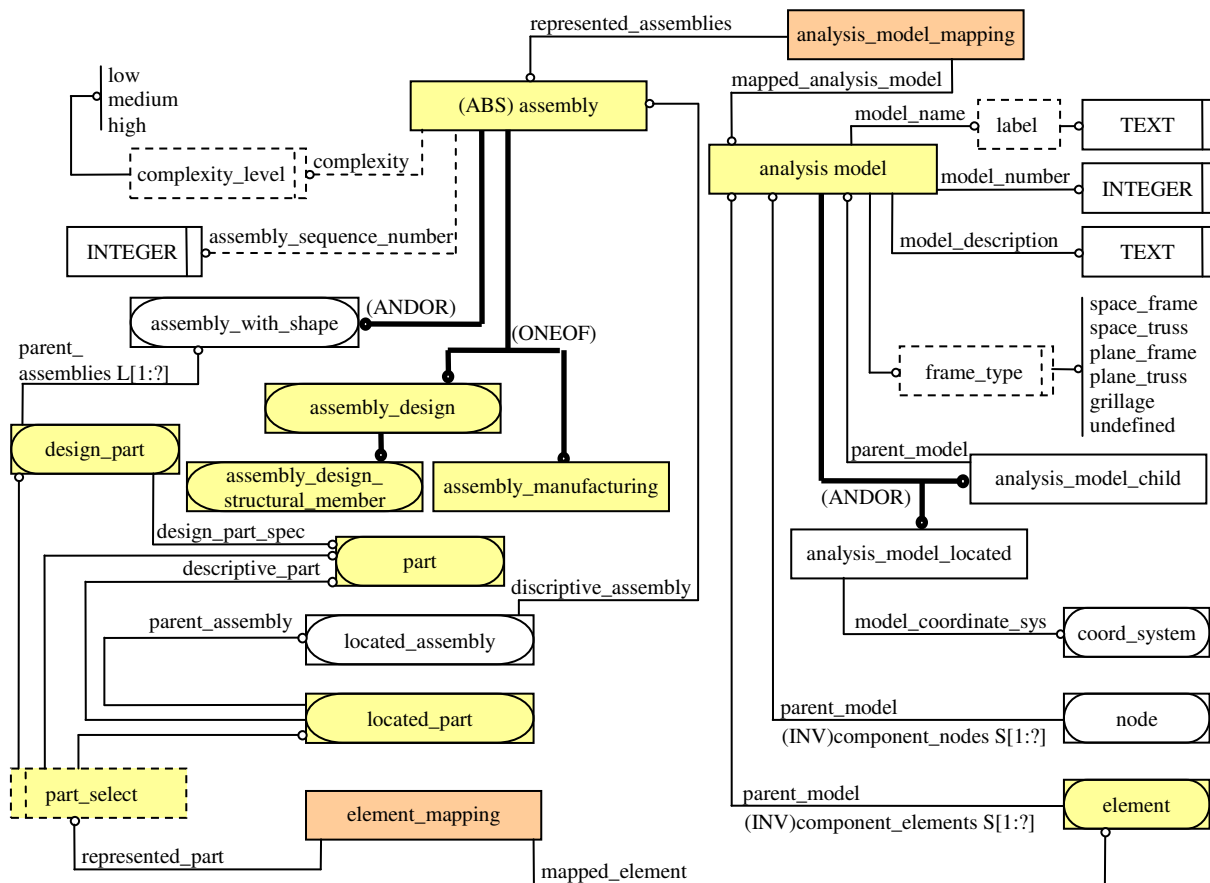 represented_assemblies
analysis_model_mapping
low
medium
high
(ABS) assembly
mapped_analysis_model
model_name
label
TEXT
complexity_level
complexity
analysis model
model_number
INTEGER
INTEGER
assembly_sequence_number
model_description
TEXT
assembly_with_shape
(ANDOR)
(ONEOF)
space_frame
space_truss
plane_frame
plane_truss
grillage
undefined
frame_type
parent_
assemblies L[1:?]
assembly_design
design_part
assembly_design_
structural_member
assembly_manufacturing
parent_model
(ANDOR)
analysis_model_child
design_part_spec
part
descriptive_part
analysis_model_located
discriptive_assembly
parent_assembly
located_assembly
model_coordinate_sys
coord_system
located_part
parent_model
(INV)component_nodes S[1:?]
node
part_select
element_mapping
parent_model
(INV)component_elements S[1:?]
element
represented_part
mapped_element